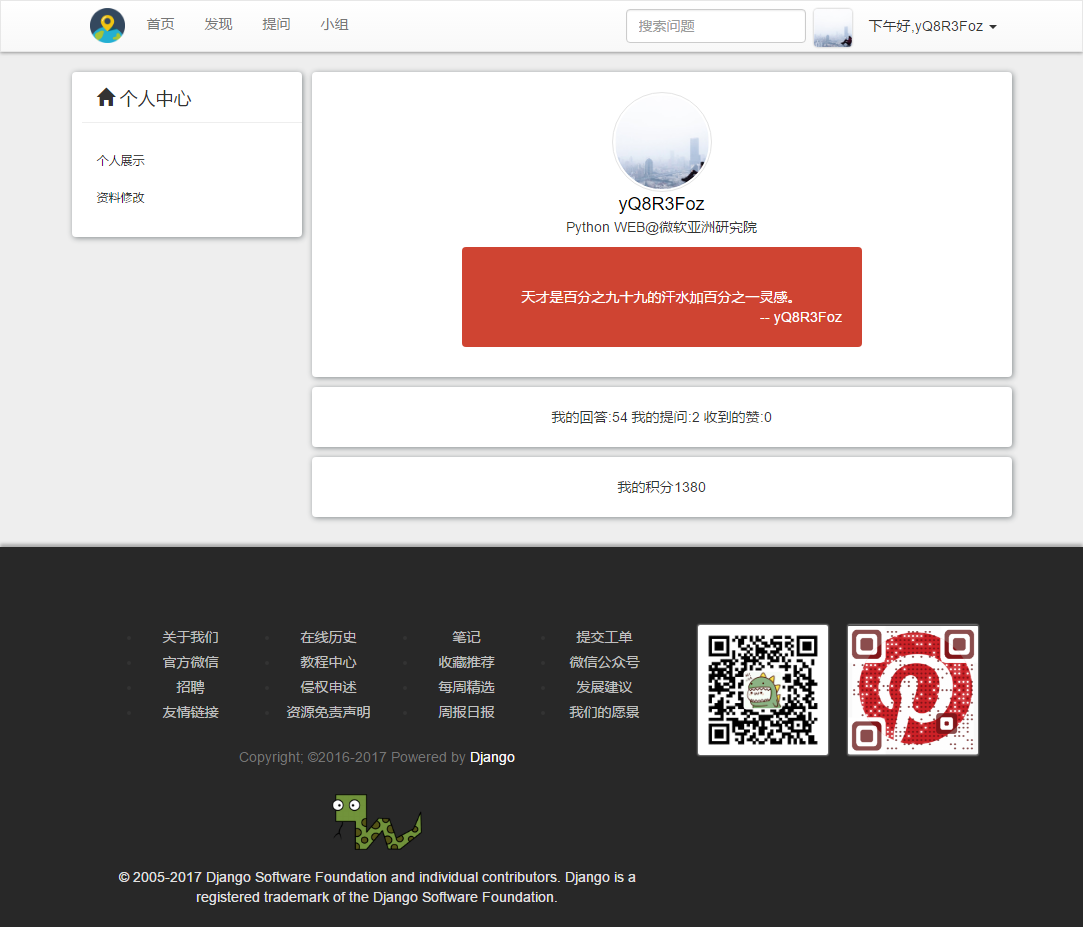 首页 发现 提问 小组 搜索问题 下午好,yQ8R3Foz
个人中心
个人展示
资料修改
yQ8R3Foz
Python WEB@微软亚洲研究院
天才是百分之九十九的汗水加百分之一灵感。
-- yQ8R3Foz
我的回答:54 我的提问:2 收到的赞:0
我的积分1380
关于我们 在线历史 笔记 提交工单
官方微信 教程中心 收藏推荐 微信公众号
招聘 侵权申述 每周精选 发展建议
友情链接 资源免责声明 周报日报 我们的愿景
Copyright; ©2016-2017 Powered by Django
© 2005-2017 Django Software Foundation and individual contributors. Django is a
registered trademark of the Django Software Foundation.